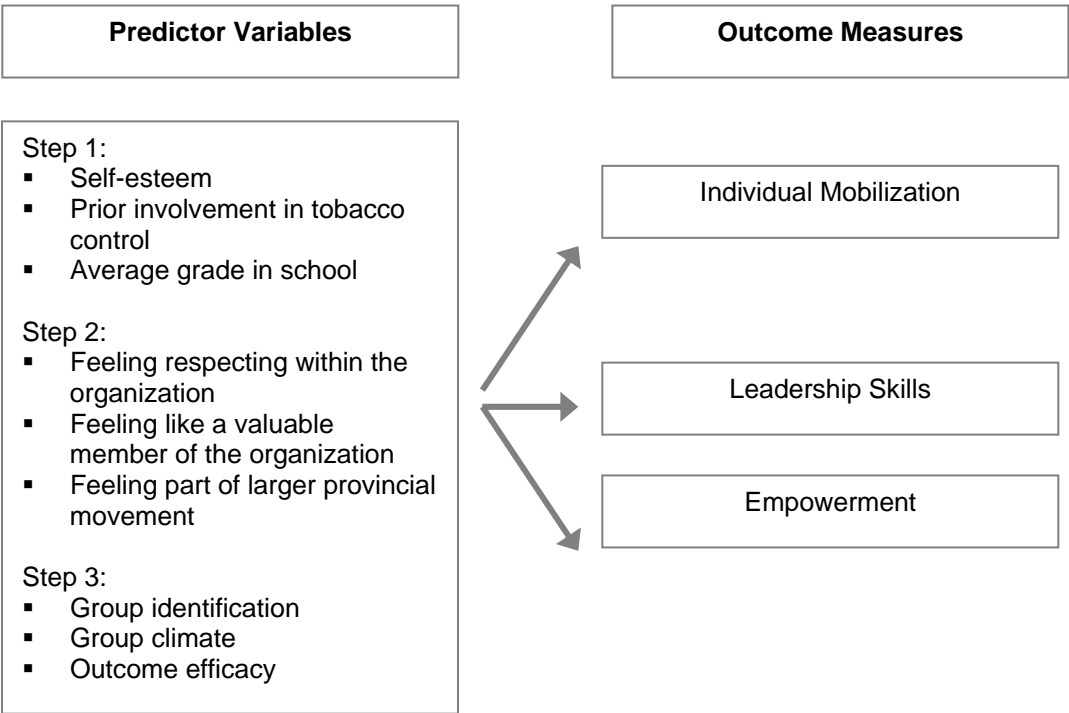 Predictor Variables
Outcome Measures
Step 1:
▪ Self-esteem
▪ Prior involvement in tobacco
control
▪ Average grade in school
Step 2:
▪ Feeling respecting within the
organization
▪ Feeling like a valuable
member of the organization
▪ Feeling part of larger provincial
movement
Step 3:
▪ Group identification
▪ Group climate
▪ Outcome efficacy
Individual Mobilization
Leadership Skills
Empowerment